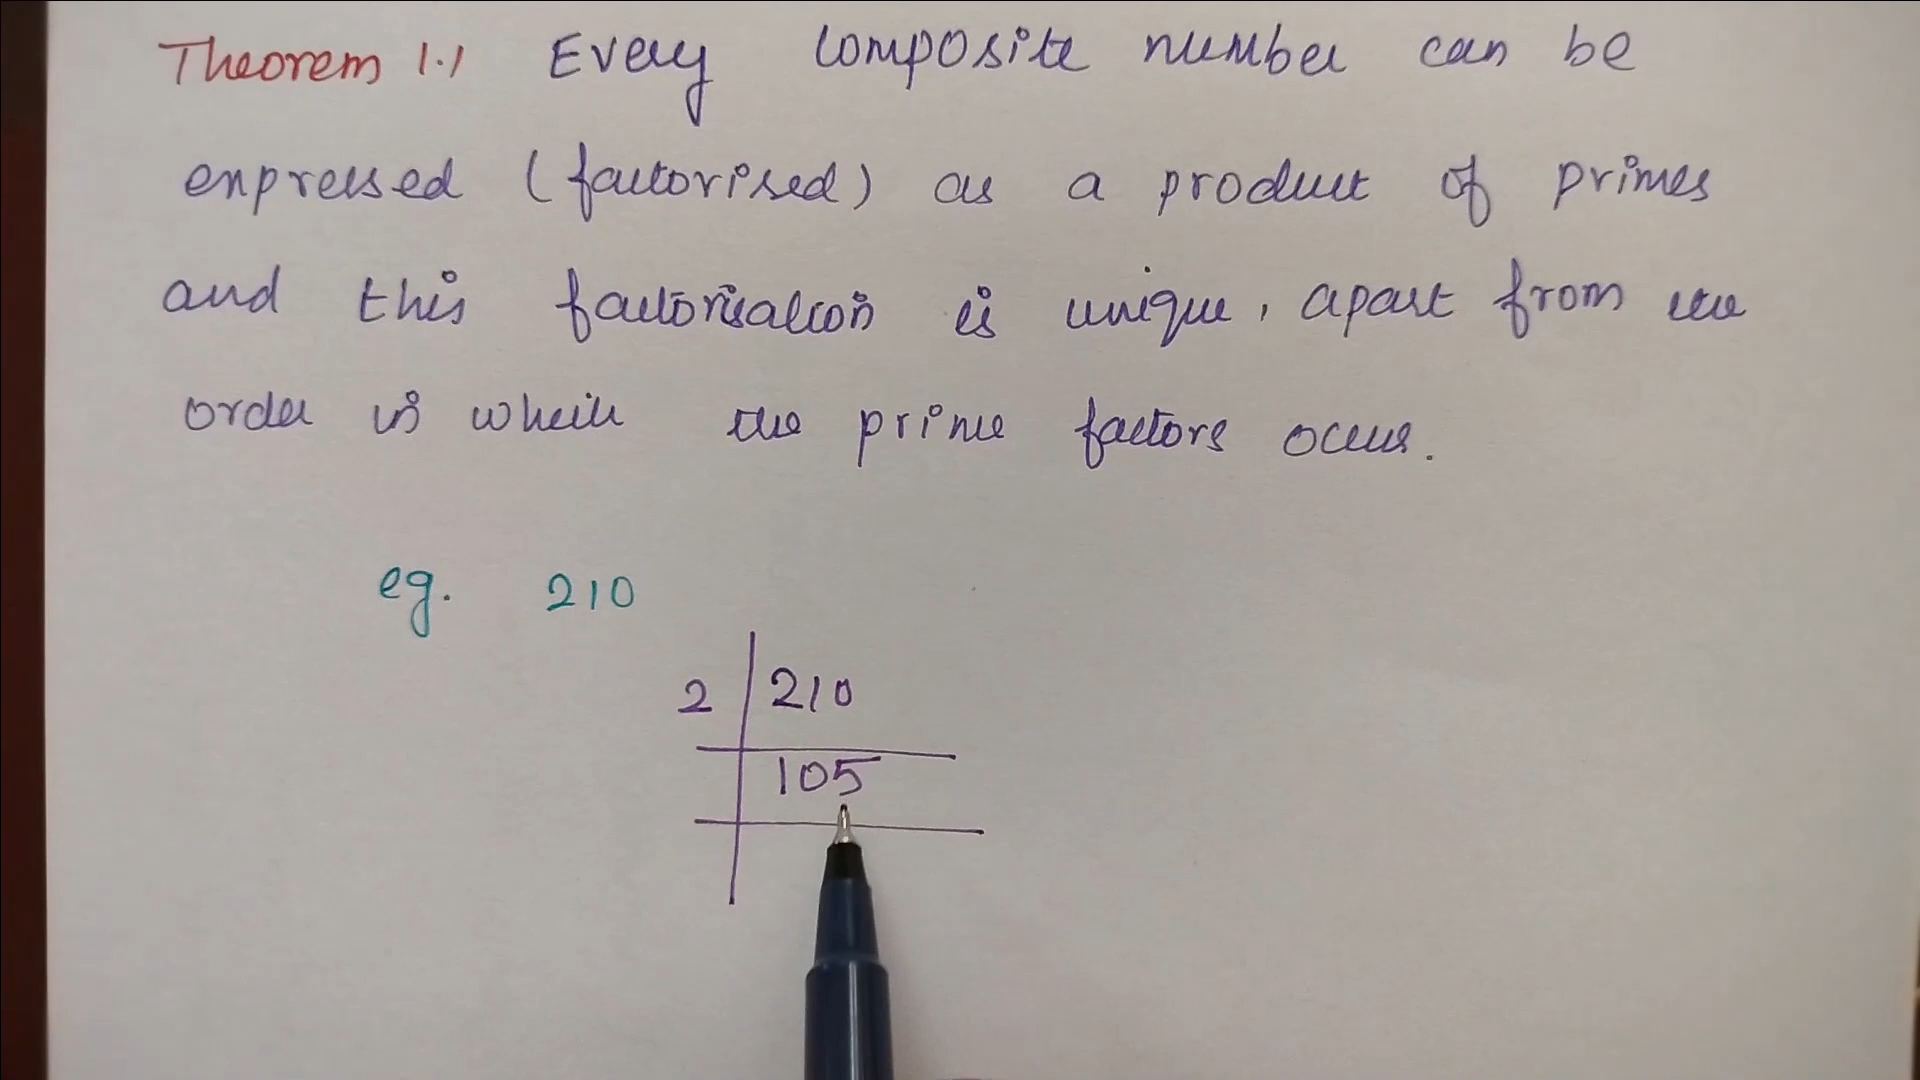 Theorem 1.1 Every composite number can be
expressed (factorised) as a product of primes
and this factorisation is unique, apart from the
order in which the prime factors occur.
eg. 210
2 210
105